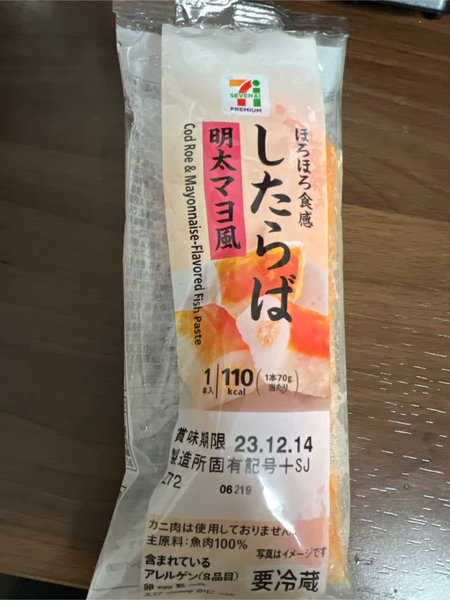 SEVEN&i
PREMIUM
ほろほろ食感
したらば
明太マヨ風
Cod Roe & Mayonnaise-Flavored Fish Paste
1本入
110kcal
(1本70g当たり)
賞味期限 23.12.14
製造所固有記号+SJ
272
06219
カニ肉は使用しておりません
主原料:魚肉100%
写真はイメージです
含まれている
アレルゲン(8品目)
要冷蔵